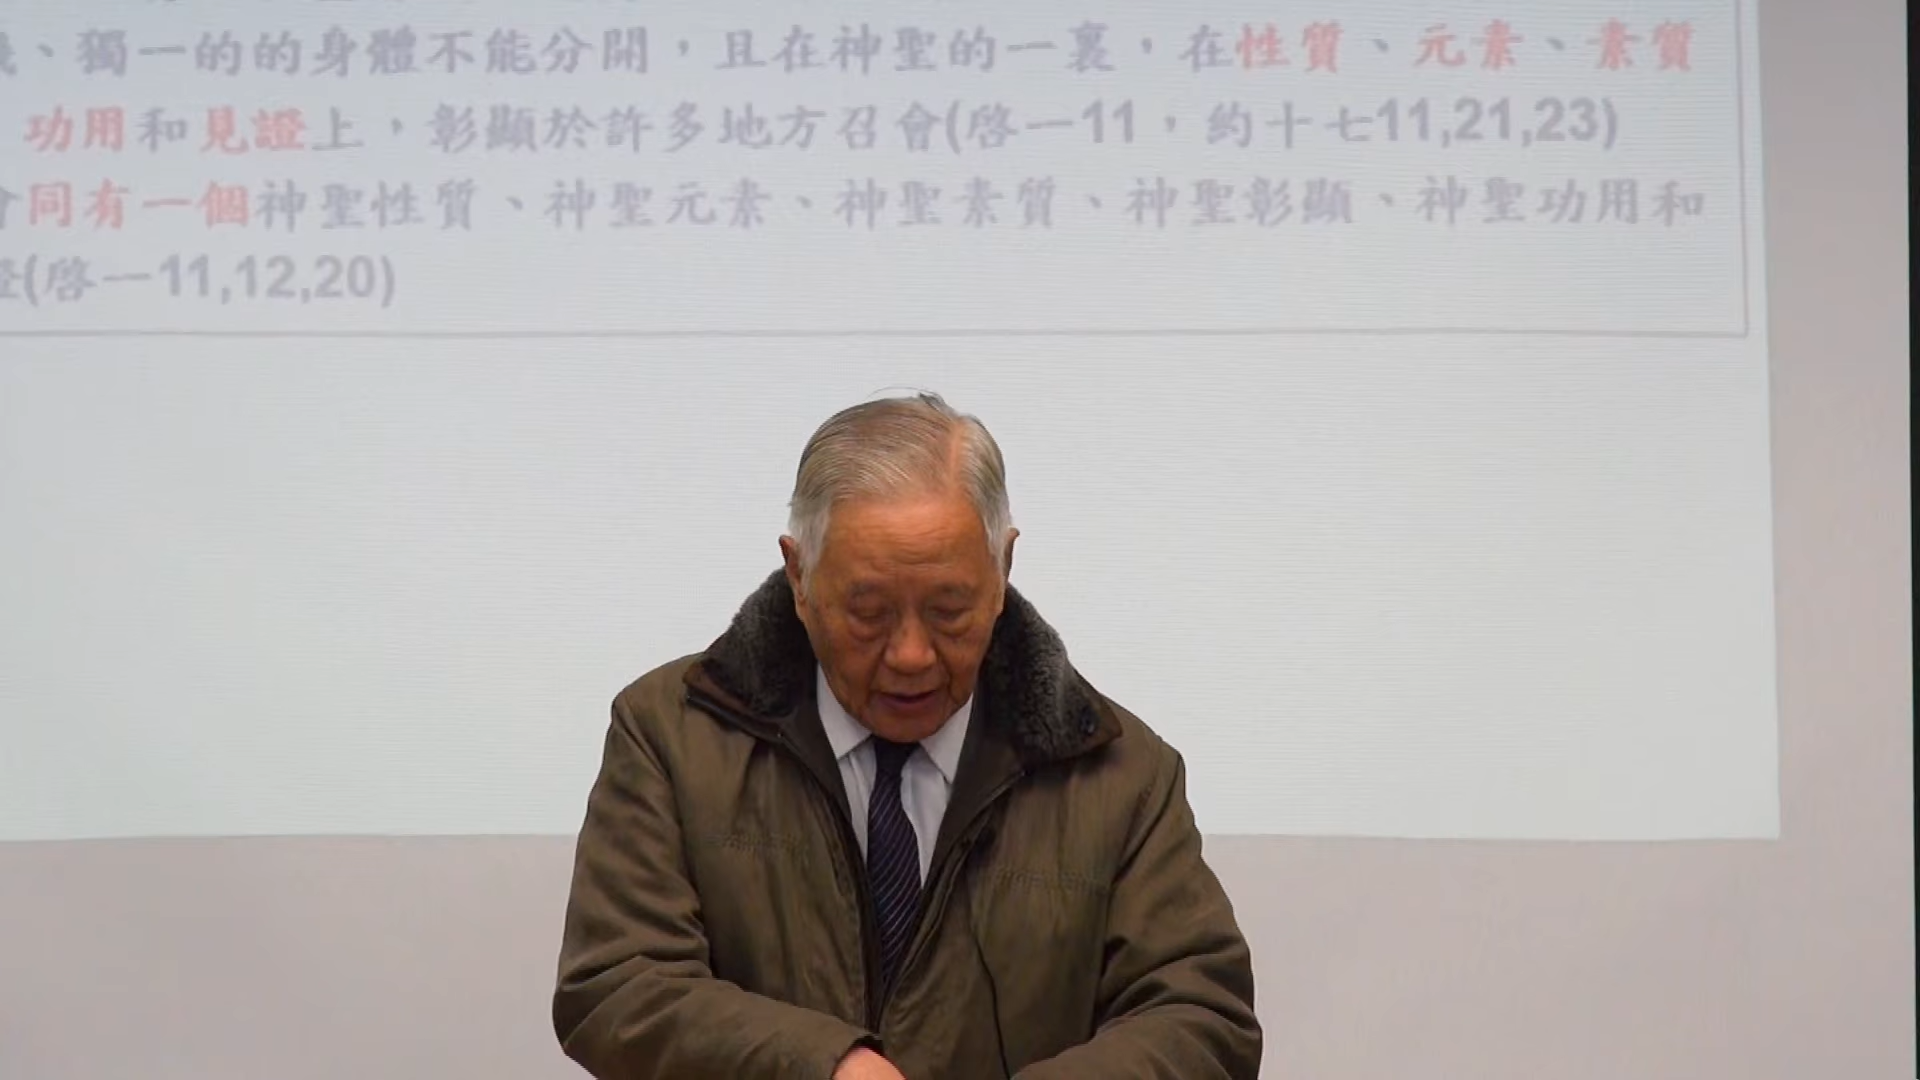 、獨一的的身體不能分開，且在神聖的一裏，在性質、元素、素質
功用和見證上，彰顯於許多地方召會(啓一11，約十七11,21,23)
同有一個神聖性質、神聖元素、神聖素質、神聖彰顯、神聖功用和
(啓一11,12,20)